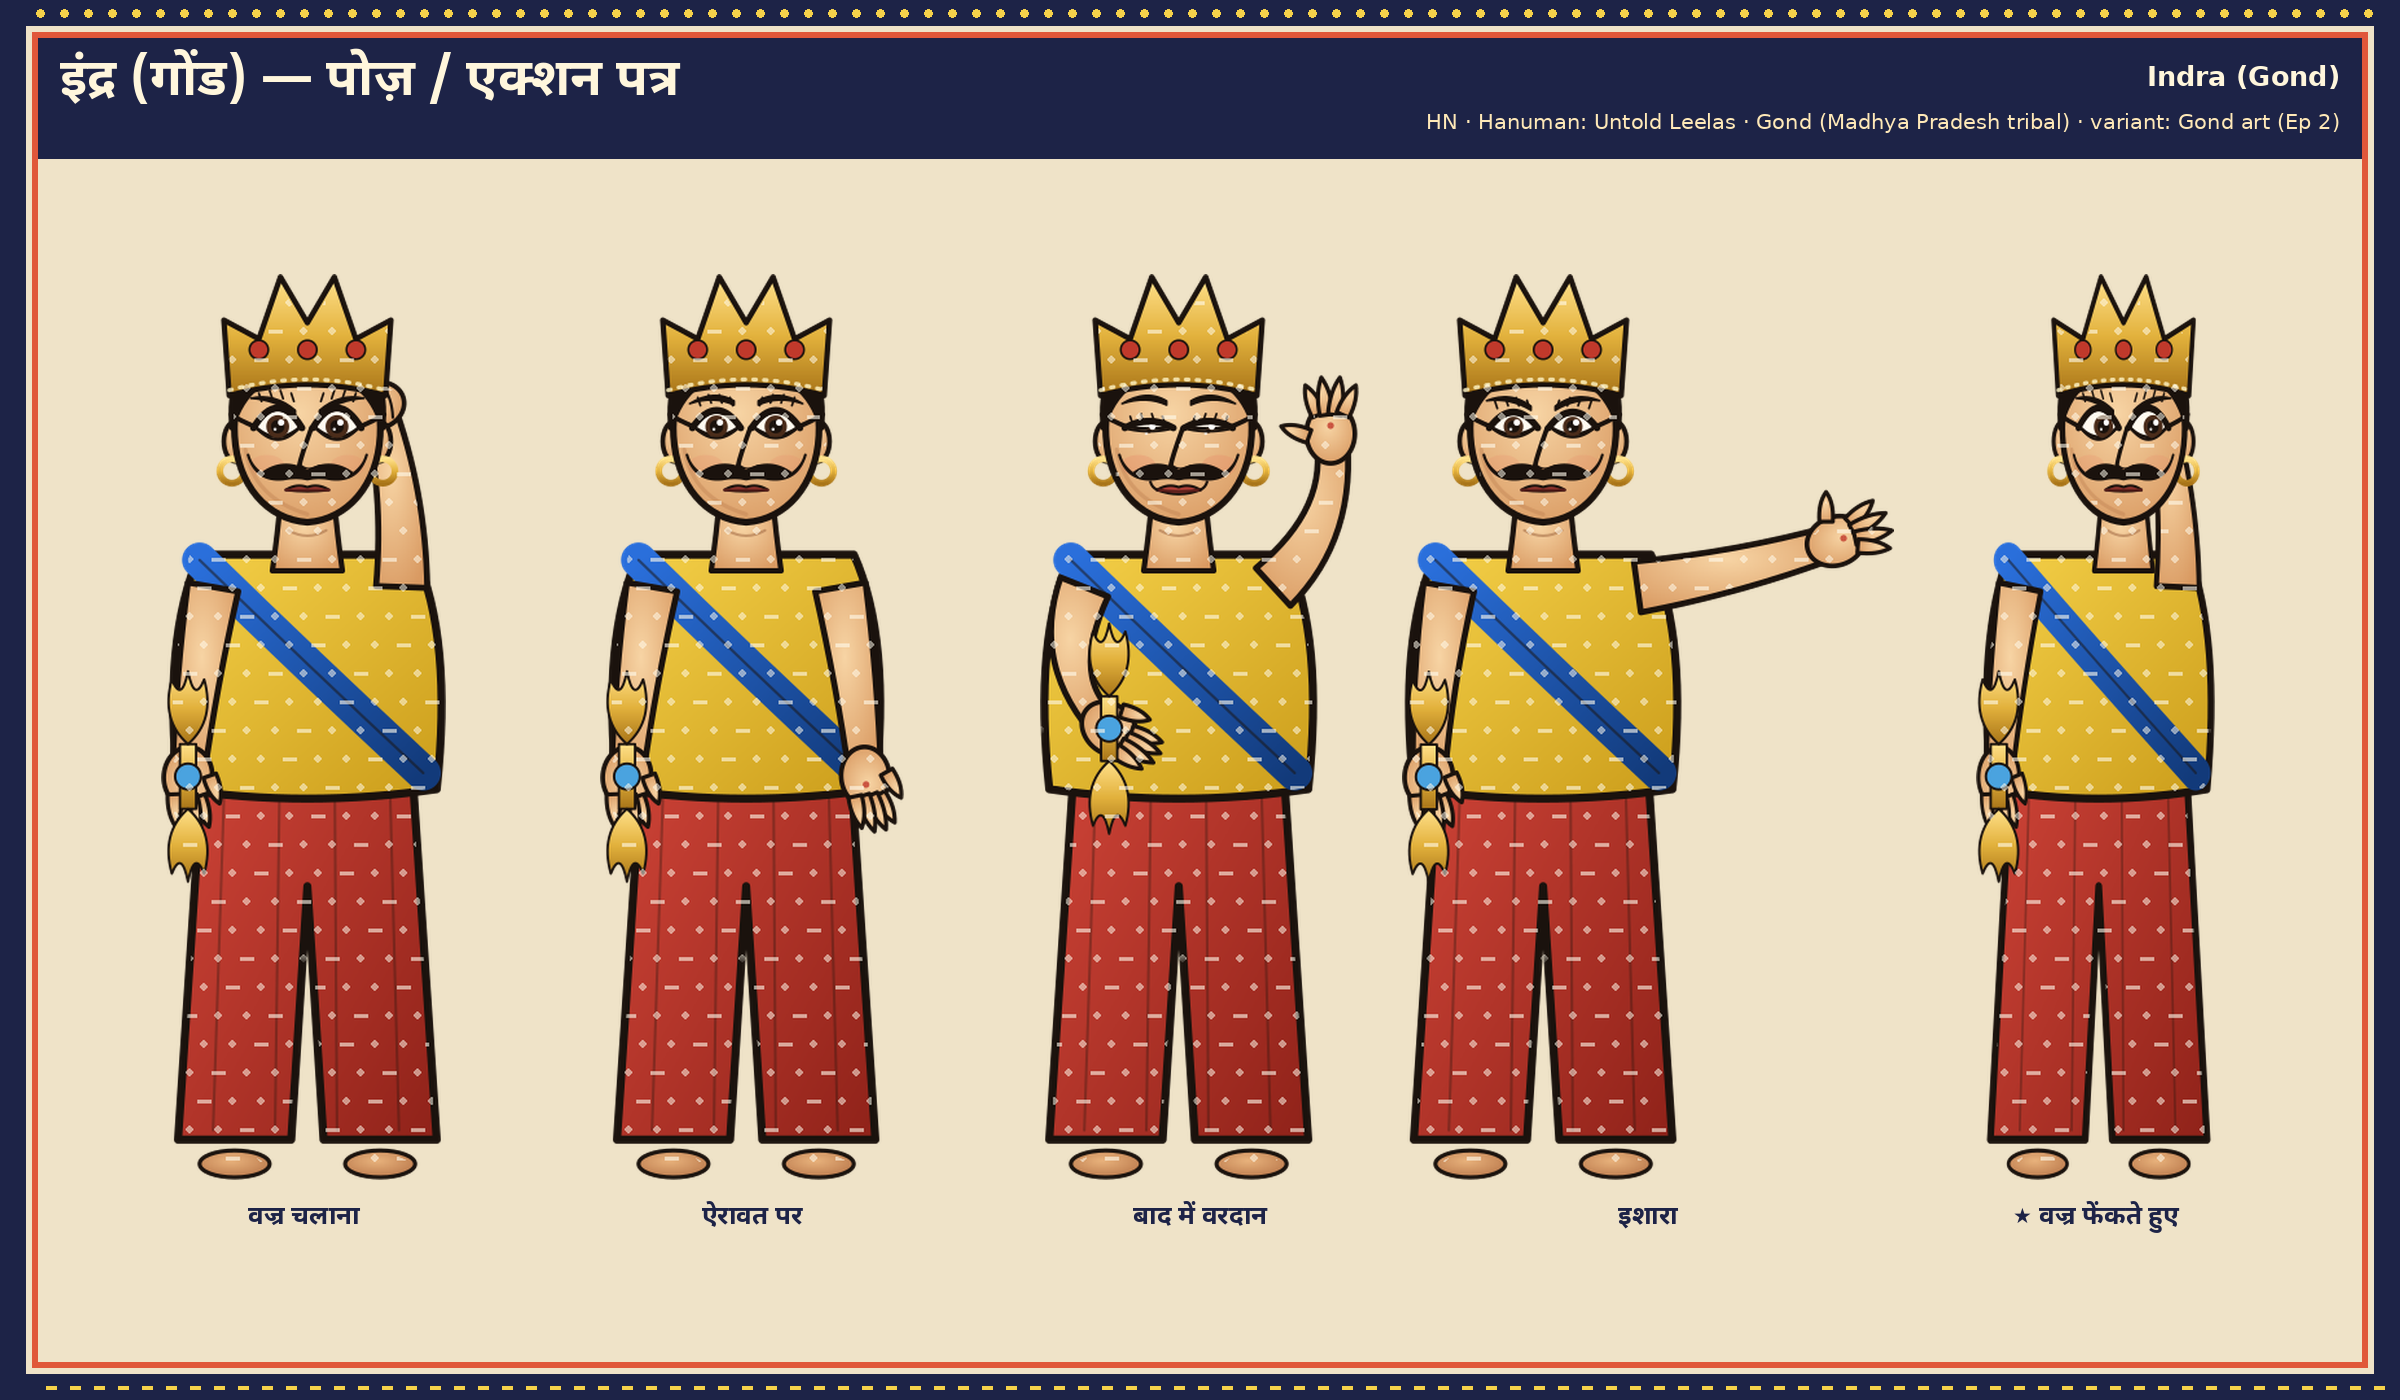 इंद्र (गोंड) — पोज़ / एक्शन पत्र
Indra (Gond)
HN · Hanuman: Untold Leelas · Gond (Madhya Pradesh tribal) · variant: Gond art (Ep 2)
वज्र चलाना
ऐरावत पर
बाद में वरदान
इशारा
★ वज्र फेंकते हुए